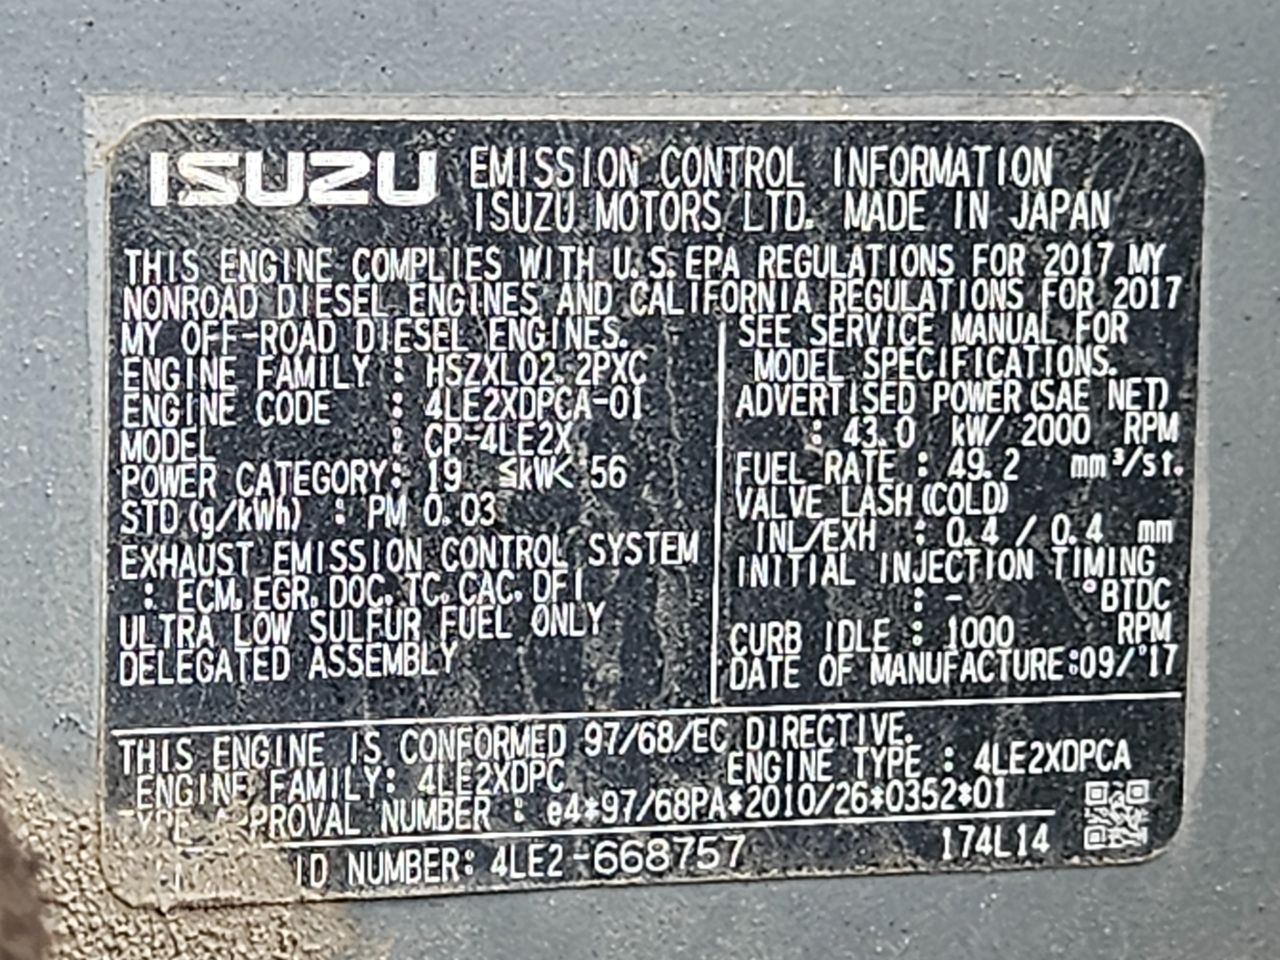 ISUZU EMISSION CONTROL INFORMATION
ISUZU MOTORS LTD. MADE IN JAPAN
THIS ENGINE COMPLIES WITH U.S.EPA REGULATIONS FOR 2017 MY
NONROAD DIESEL ENGINES AND CALIFORNIA REGULATIONS FOR 2017
MY OFF-ROAD DIESEL ENGINES.
ENGINE FAMILY : HSZXL02.2PXC
ENGINE CODE : 4LE2XDPCA-01
MODEL : CP-4LE2X
POWER CATEGORY: 19 ≤kW< 56
STD(g/kWh) : PM 0.03
EXHAUST EMISSION CONTROL SYSTEM
: ECM, EGR, DOC, TC, CAC, DFI
ULTRA LOW SULFUR FUEL ONLY
DELEGATED ASSEMBLY
SEE SERVICE MANUAL FOR
MODEL SPECIFICATIONS.
ADVERTISED POWER(SAE NET)
: 43.0 kW/ 2000 RPM
FUEL RATE : 49.2 mm³/st.
VALVE LASH(COLD)
INL/EXH : 0.4 / 0.4 mm
INITIAL INJECTION TIMING
: - °BTDC
CURB IDLE : 1000 RPM
DATE OF MANUFACTURE:09/'17
THIS ENGINE IS CONFORMED 97/68/EC DIRECTIVE.
ENGINE FAMILY: 4LE2XDPC ENGINE TYPE : 4LE2XDPCA
NUMBER : e4*97/68PA*2010/26*0352*01
ID NUMBER: 4LE2-668757 174L14